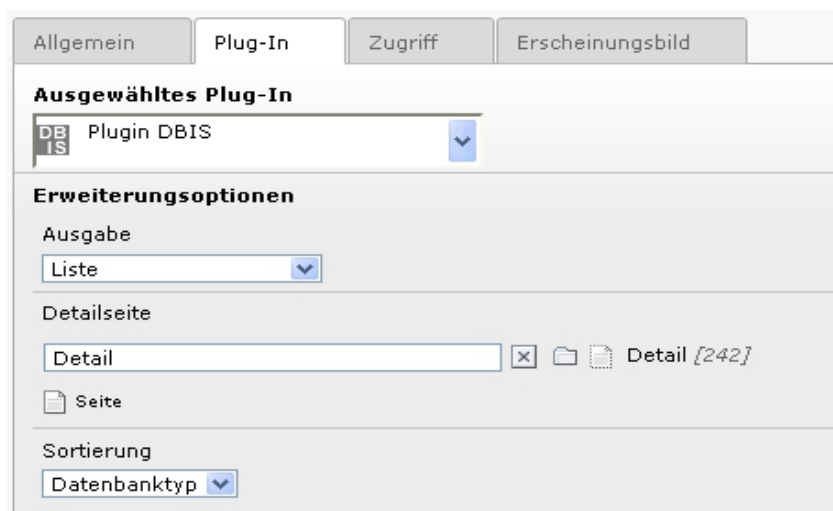 Allgemein Plug-In Zugriff Erscheinungsbild
Ausgewähltes Plug-In
DB IS Plugin DBIS
Erweiterungsoptionen
Ausgabe
Liste
Detailseite
Detail Detail [242]
Seite
Sortierung
Datenbanktyp